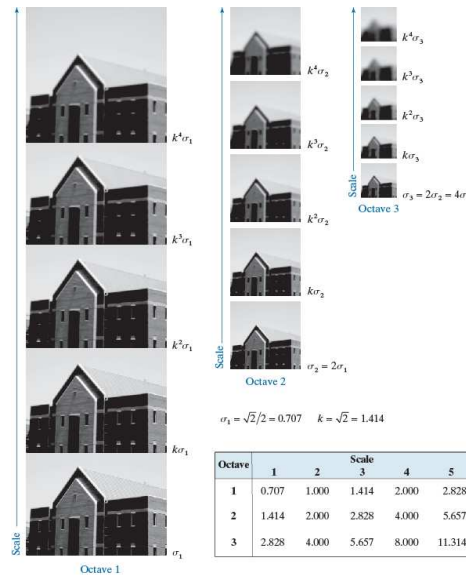 k⁴σ₁
k³σ₁
k²σ₁
kσ₁
σ₁
Scale
Octave 1
k⁴σ₂
k³σ₂
k²σ₂
kσ₂
σ₂ = 2σ₁
Scale
Octave 2
k⁴σ₃
k³σ₃
k²σ₃
kσ₃
σ₃ = 2σ₂ = 4σ
Scale
Octave 3
σ₁ = √2/2 = 0.707 k = √2 = 1.414
Octave Scale
1 2 3 4 5
1 0.707 1.000 1.414 2.000 2.828
2 1.414 2.000 2.828 4.000 5.657
3 2.828 4.000 5.657 8.000 11.314